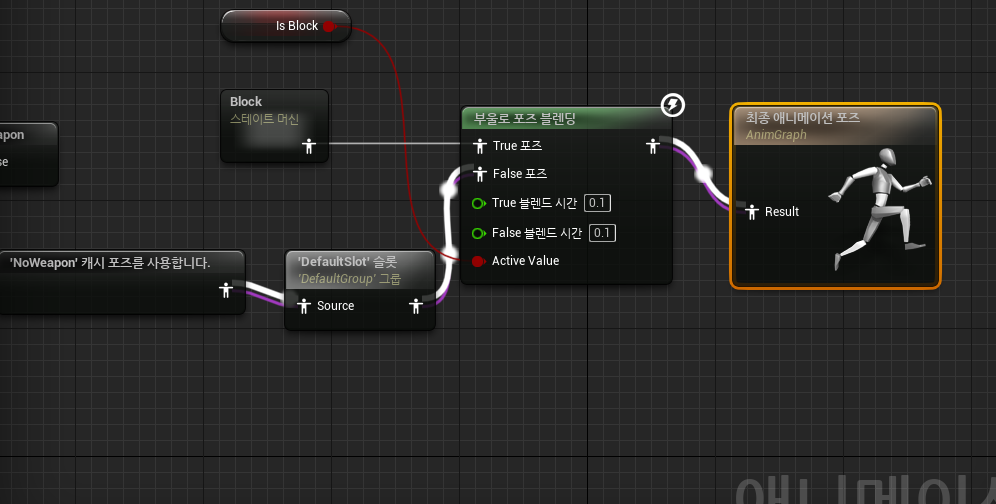 Is Block
Block
스테이트 머신
apon
se
부울로 포즈 블렌딩
True 포즈
False 포즈
True 블렌드 시간 0.1
False 블렌드 시간 0.1
Active Value
최종 애니메이션 포즈
AnimGraph
Result
'NoWeapon' 캐시 포즈를 사용합니다.
'DefaultSlot' 슬롯
'DefaultGroup' 그룹
Source
애니메이션